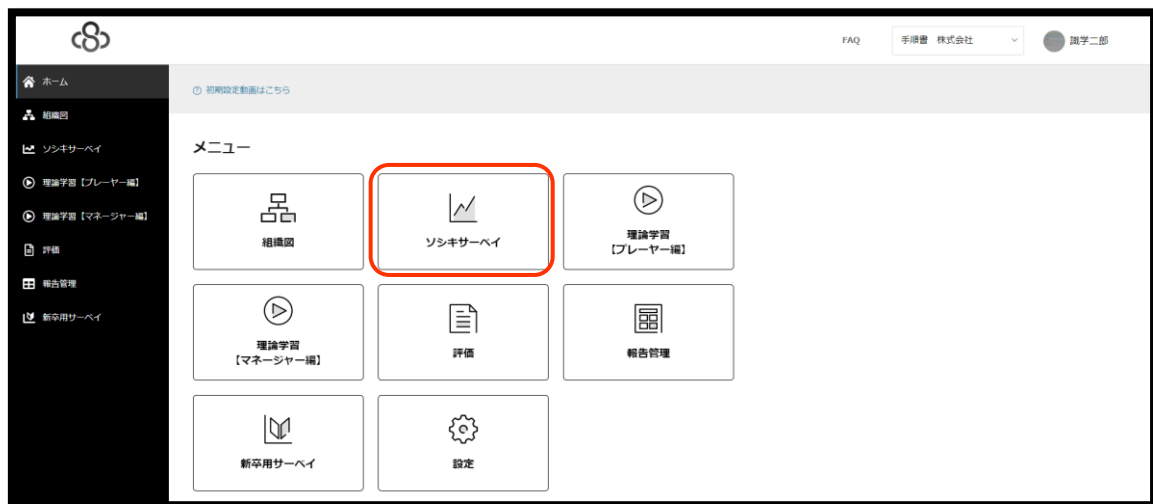 FAQ
手順書 株式会社
識学二郎
ホーム
組織図
ソシキサーベイ
理論学習【プレーヤー編】
理論学習【マネージャー編】
評価
報告管理
新卒用サーベイ
初期設定動画はこちら
メニュー
組織図
ソシキサーベイ
理論学習
【プレーヤー編】
理論学習
【マネージャー編】
評価
報告管理
新卒用サーベイ
設定